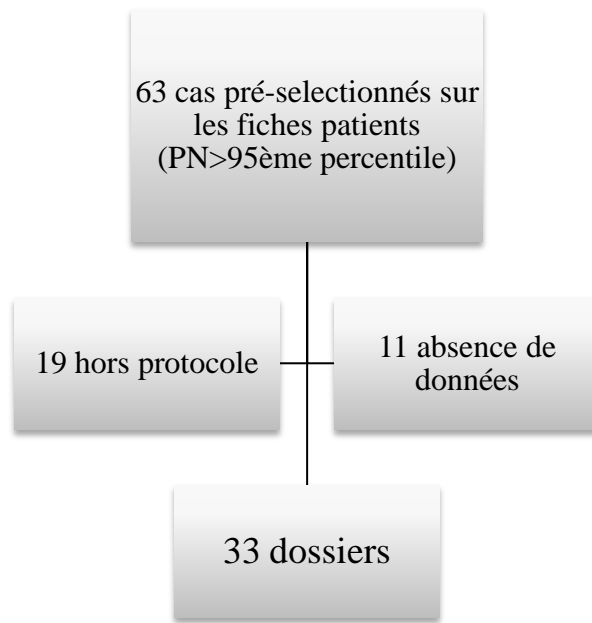 63 cas pré-selectionnés sur
les fiches patients
(PN>95ème percentile)
19 hors protocole
11 absence de
données
33 dossiers